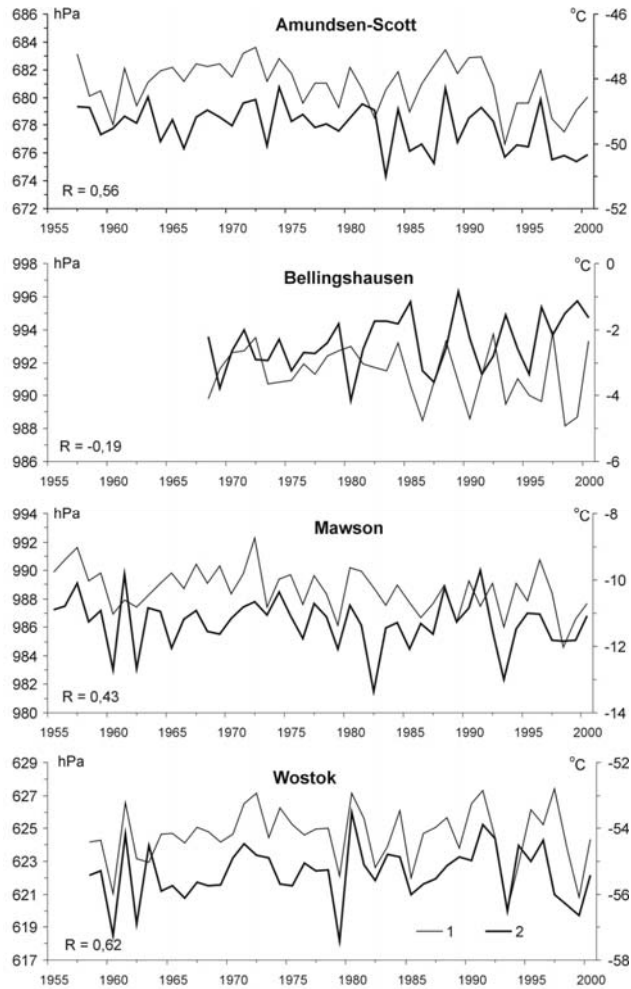 hPa Amundsen-Scott °C
686 -46
684
682 -48
680
678 -50
676
674
672 -52
R = 0,56
1955 1960 1965 1970 1975 1980 1985 1990 1995 2000
hPa Bellingshausen °C
998 0
996
994 -2
992
990 -4
988
986 -6
R = -0,19
1955 1960 1965 1970 1975 1980 1985 1990 1995 2000
hPa Mawson °C
994 -8
992
990 -10
988
986
984 -12
982
980 -14
R = 0,43
1955 1960 1965 1970 1975 1980 1985 1990 1995 2000
hPa Wostok °C
629 -52
627
625 -54
623
621 -56
619
617 -58
R = 0,62
1 2
1955 1960 1965 1970 1975 1980 1985 1990 1995 2000